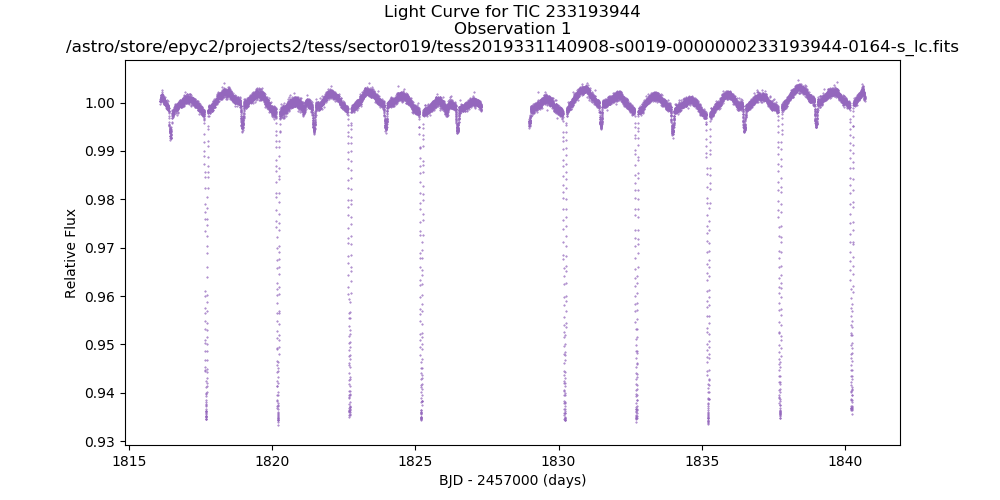 Light Curve for TIC 233193944
Observation 1
/astro/store/epyc2/projects2/tess/sector019/tess2019331140908-s0019-0000000233193944-0164-s_lc.fits
1.00
0.99
0.98
0.97
0.96
0.95
0.94
0.93
Relative Flux
1815 1820 1825 1830 1835 1840
BJD - 2457000 (days)